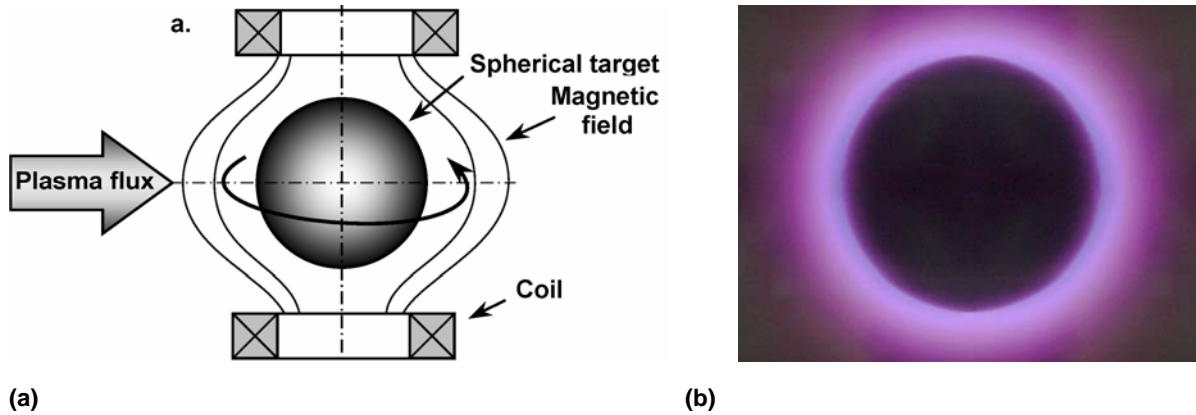 a.
Spherical target
Magnetic
field
Plasma flux
Coil
(a)
(b)